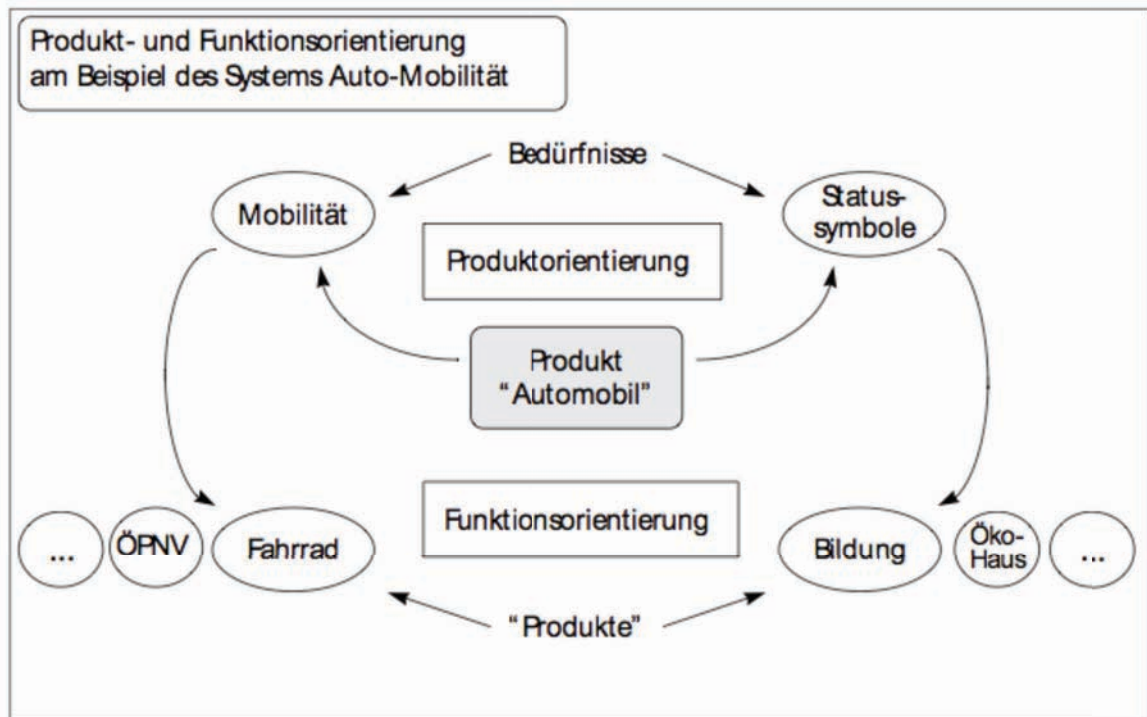 Produkt- und Funktionsorientierung
am Beispiel des Systems Auto-Mobilität
Bedürfnisse
Mobilität
Status-
symbole
Produktorientierung
Produkt
“Automobil”
Funktionsorientierung
...
ÖPNV
Fahrrad
Bildung
Öko-
Haus
...
“Produkte”